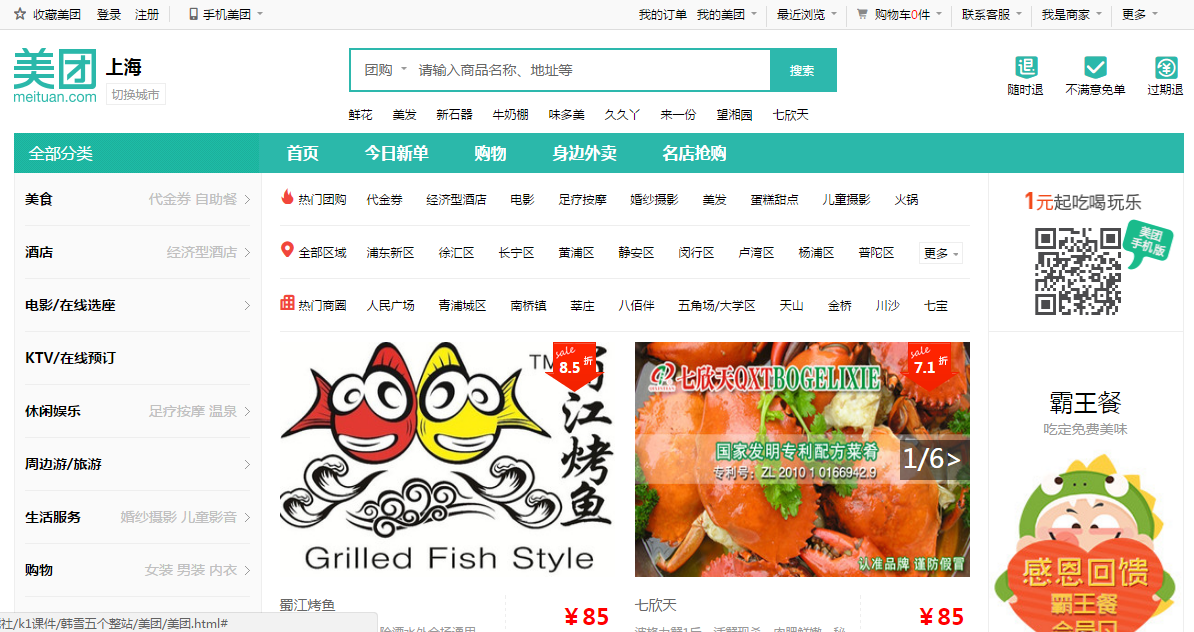 收藏美团 登录 注册 手机美团 我的订单 我的美团 最近浏览 购物车0件 联系客服 我是商家 更多
美团
meituan.com
上海
切换城市
团购 请输入商品名称、地址等 搜索
鲜花 美发 新石器 牛奶棚 味多美 久久丫 来一份 望湘园 七欣天
退
随时退 不满意免单 过期退
全部分类 首页 今日新单 购物 身边外卖 名店抢购
美食 代金券 自助餐
酒店 经济型酒店
电影/在线选座
KTV/在线预订
休闲娱乐 足疗按摩 温泉
周边游/旅游
生活服务 婚纱摄影 儿童影音
购物 女装 男装 内衣
热门团购 代金券 经济型酒店 电影 足疗按摩 婚纱摄影 美发 蛋糕甜点 儿童摄影 火锅
全部区域 浦东新区 徐汇区 长宁区 黄浦区 静安区 闵行区 卢湾区 杨浦区 普陀区 更多
热门商圈 人民广场 青浦城区 南桥镇 莘庄 八佰伴 五角场/大学区 天山 金桥 川沙 七宝
TM
sale
8.5 折
江烤鱼
Grilled Fish Style
七欣天QXTBOGELIXIE
sale
7.1 折
国家发明专利配方菜肴
专利号：ZL 2010 1 0166942.9
1/6>
认准品牌 谨防假冒
蜀江烤鱼
¥85
七欣天
¥85
1元起吃喝玩乐
美团
手机版
霸王餐
吃定免费美味
感恩回馈
霸王餐
会员日
社/k1课件/韩雪五个整站/美团/美团.html#